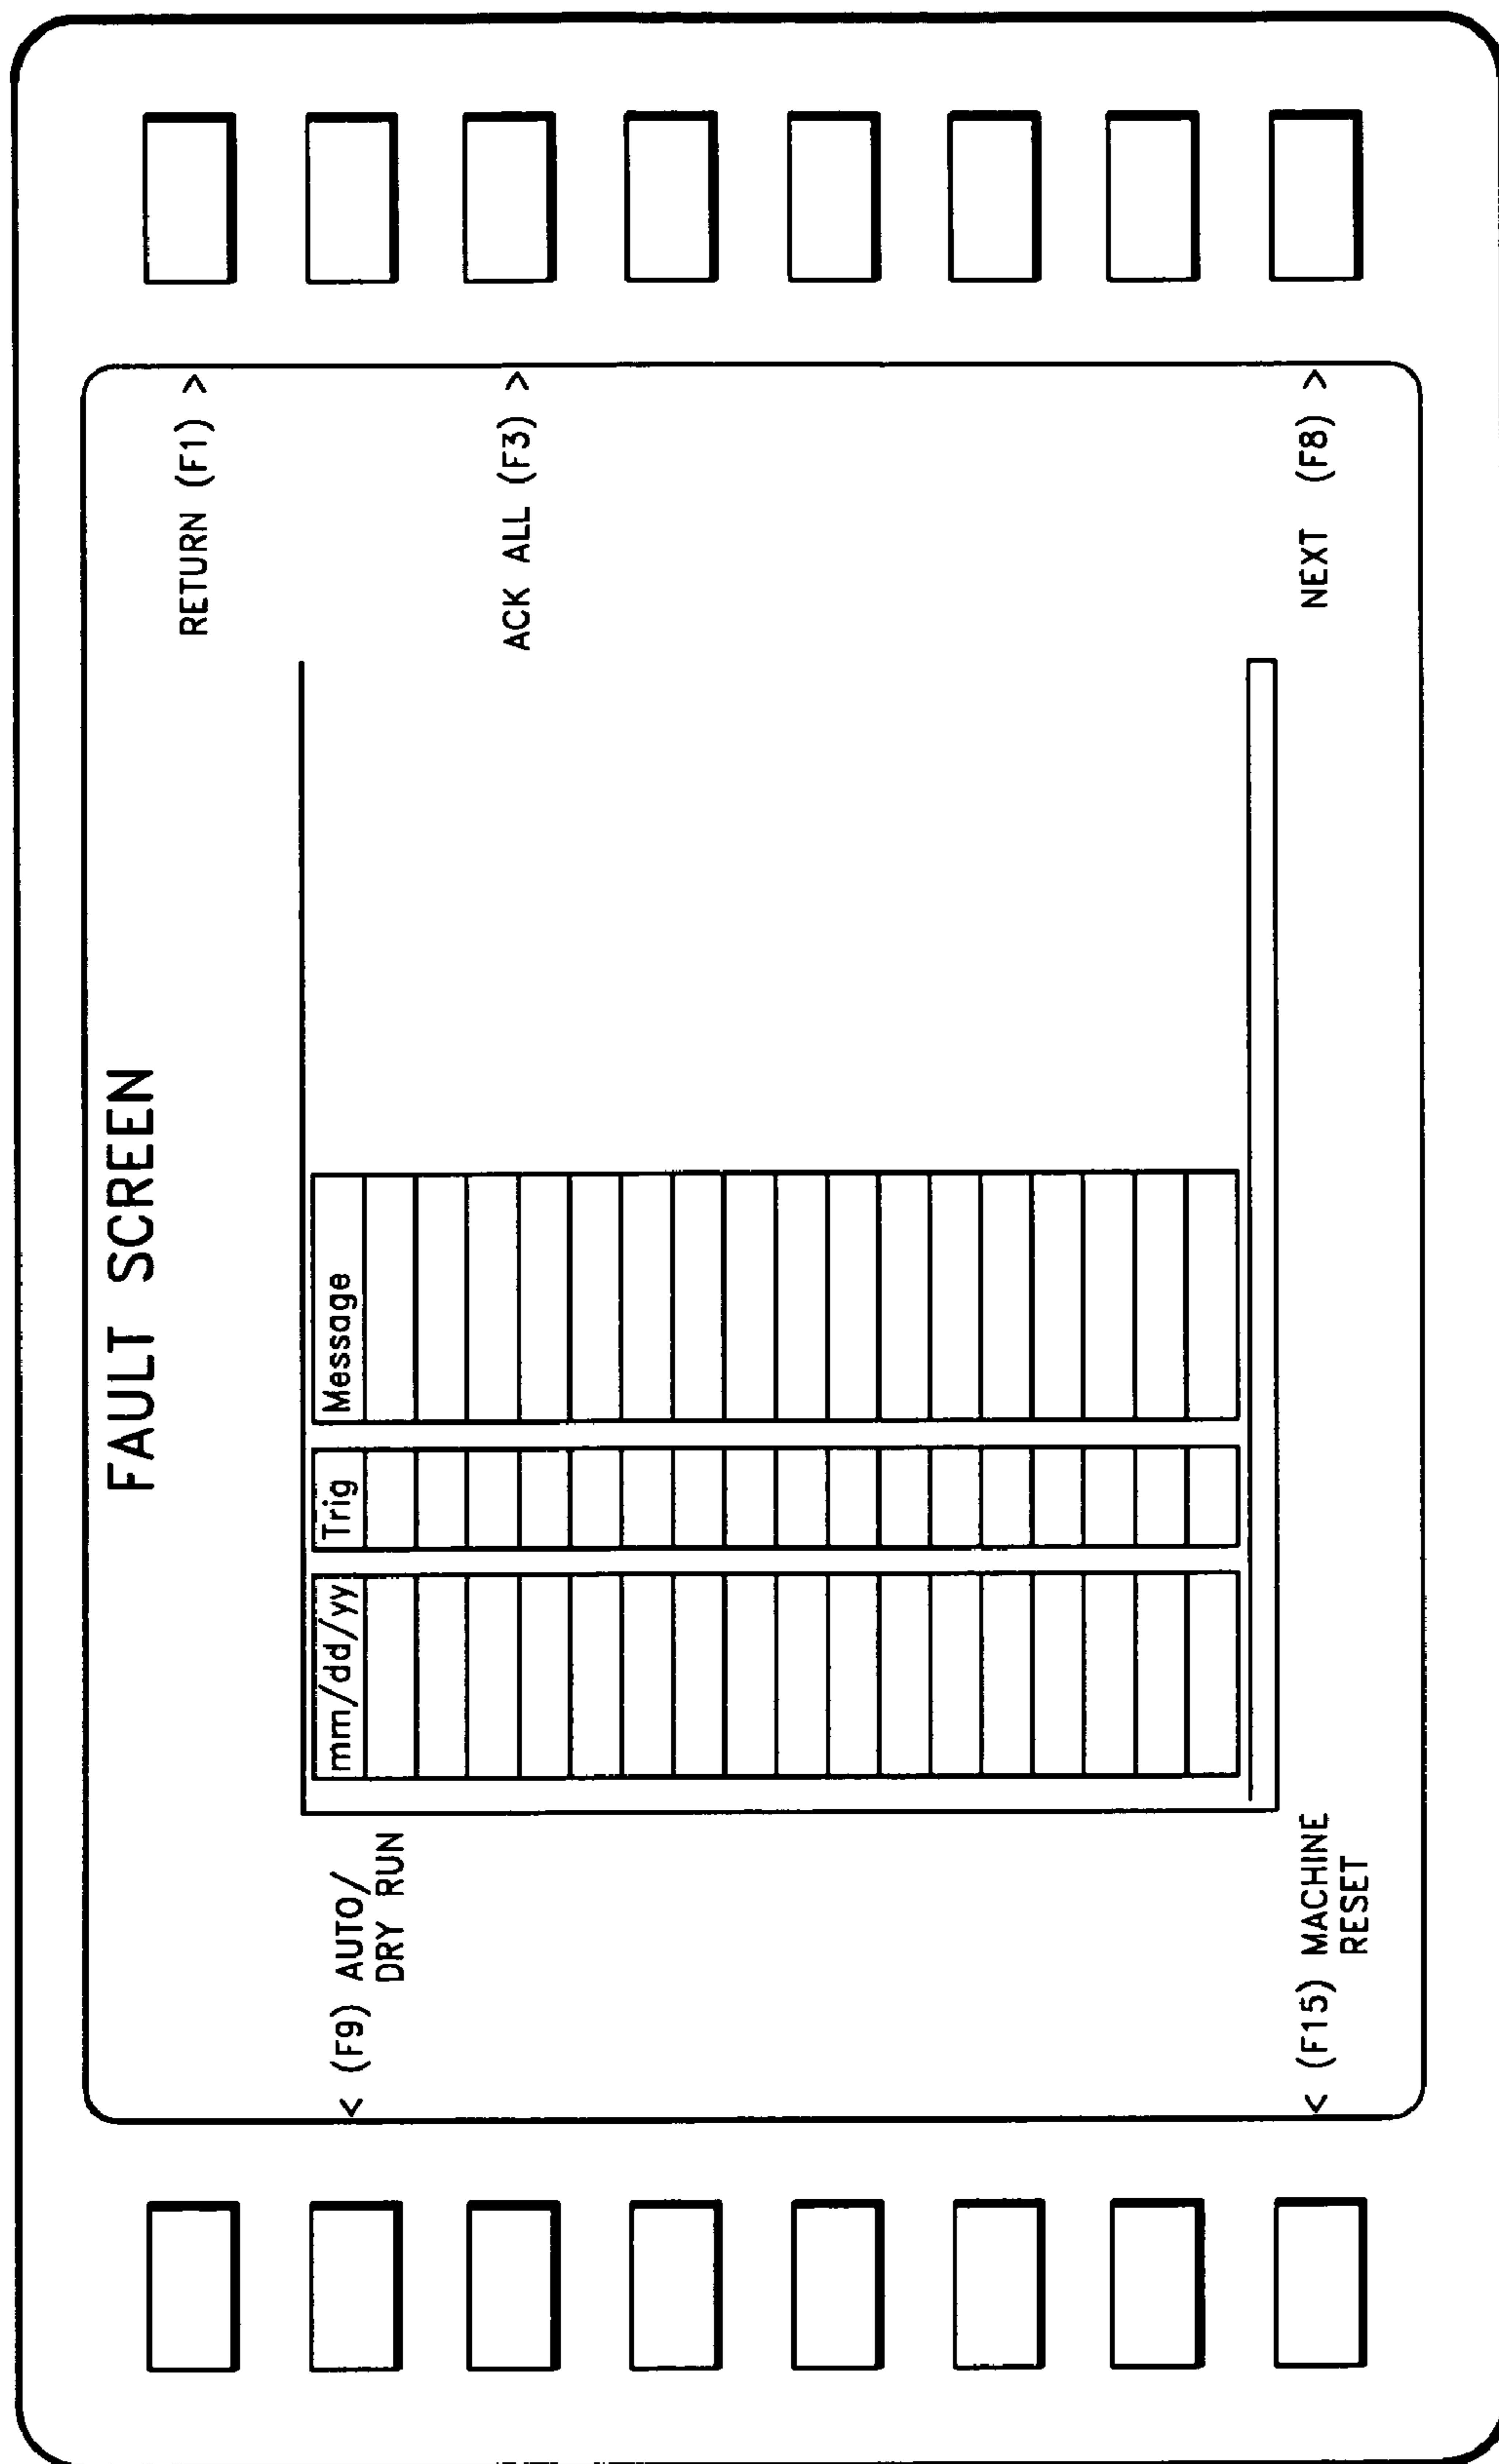 FAULT SCREEN
RETURN (F1) >
< (F9) AUTO/
DRY RUN
mm/dd/yy
Trig
Message
ACK ALL (F3) >
< (F15) MACHINE
RESET
NEXT (F8) >